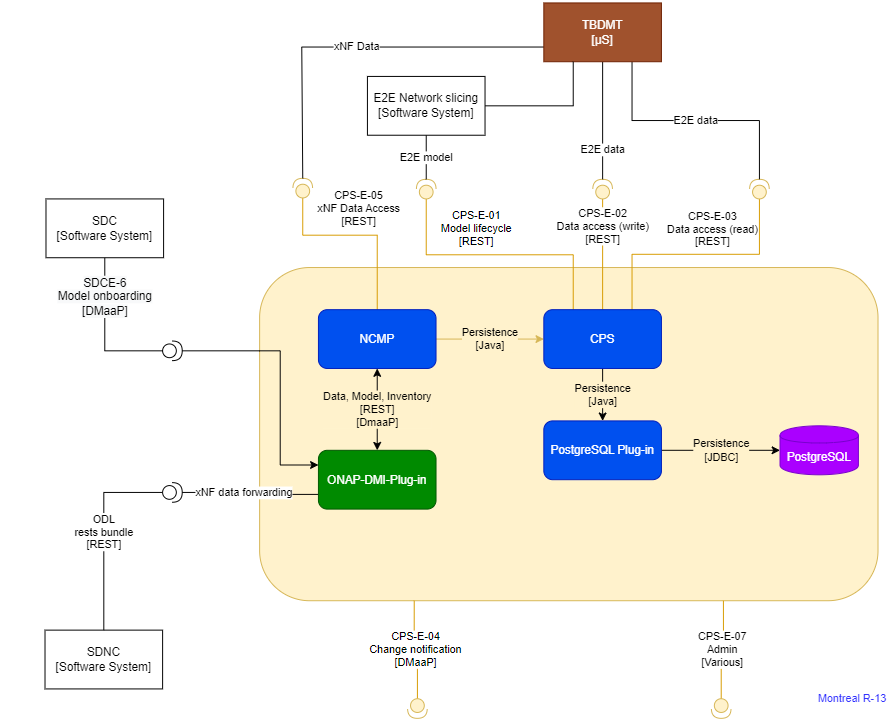 TBDMT
[µS]
xNF Data
E2E Network slicing
[Software System]
E2E data
E2E data
E2E model
CPS-E-05
xNF Data Access
[REST]
CPS-E-01
Model lifecycle
[REST]
CPS-E-02
Data access (write)
[REST]
CPS-E-03
Data access (read)
[REST]
SDC
[Software System]
SDCE-6
Model onboarding
[DMaaP]
NCMP
Persistence
[Java]
CPS
Data, Model, Inventory
[REST]
[DmaaP]
Persistence
[Java]
PostgreSQL Plug-in
Persistence
[JDBC]
PostgreSQL
ONAP-DMI-Plug-in
xNF data forwarding
ODL
rests bundle
[REST]
SDNC
[Software System]
CPS-E-04
Change notification
[DMaaP]
CPS-E-07
Admin
[Various]
Montreal R-13